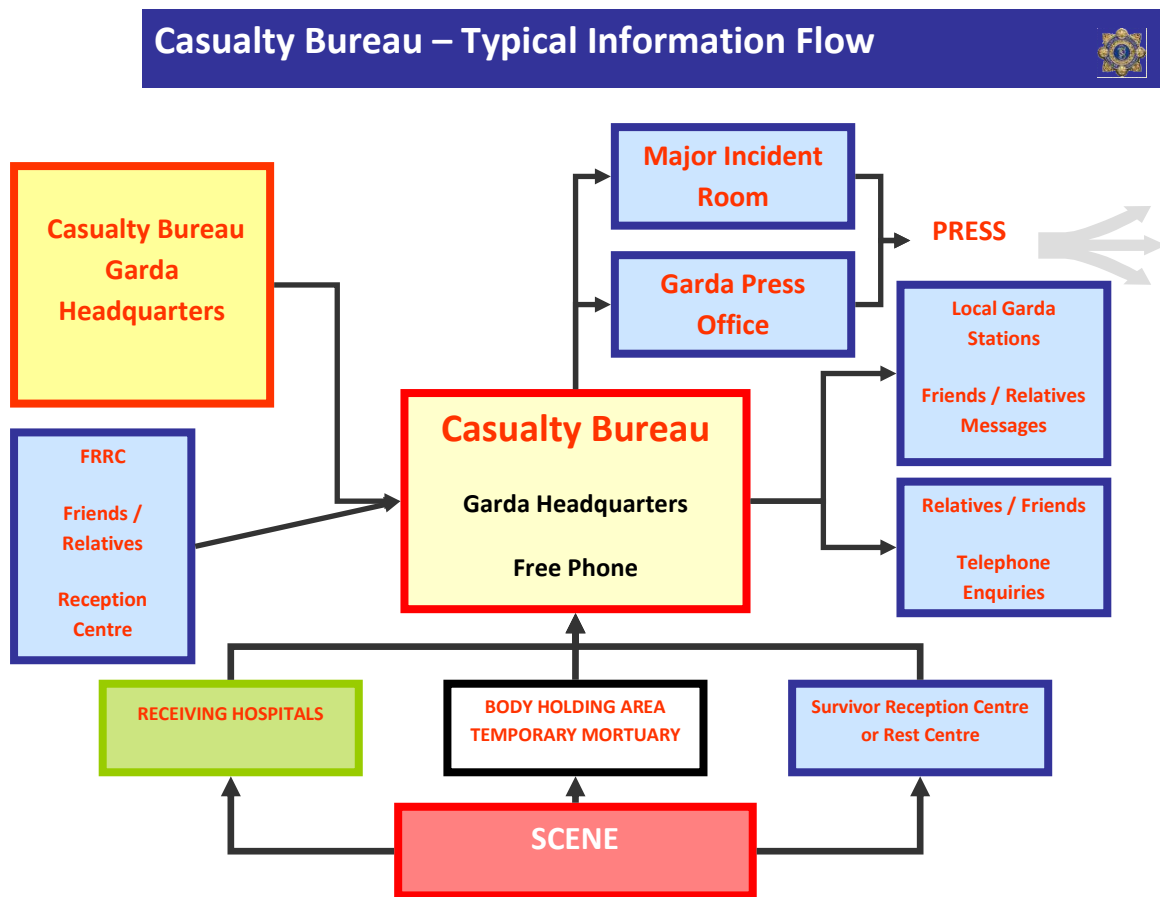 Casualty Bureau – Typical Information Flow
Casualty Bureau
Garda
Headquarters
FRRC
Friends /
Relatives
Reception
Centre
Major Incident
Room
Garda Press
Office
PRESS
Local Garda
Stations
Friends / Relatives
Messages
Relatives / Friends
Telephone
Enquiries
Casualty Bureau
Garda Headquarters
Free Phone
RECEIVING HOSPITALS
BODY HOLDING AREA
TEMPORARY MORTUARY
Survivor Reception Centre
or Rest Centre
SCENE